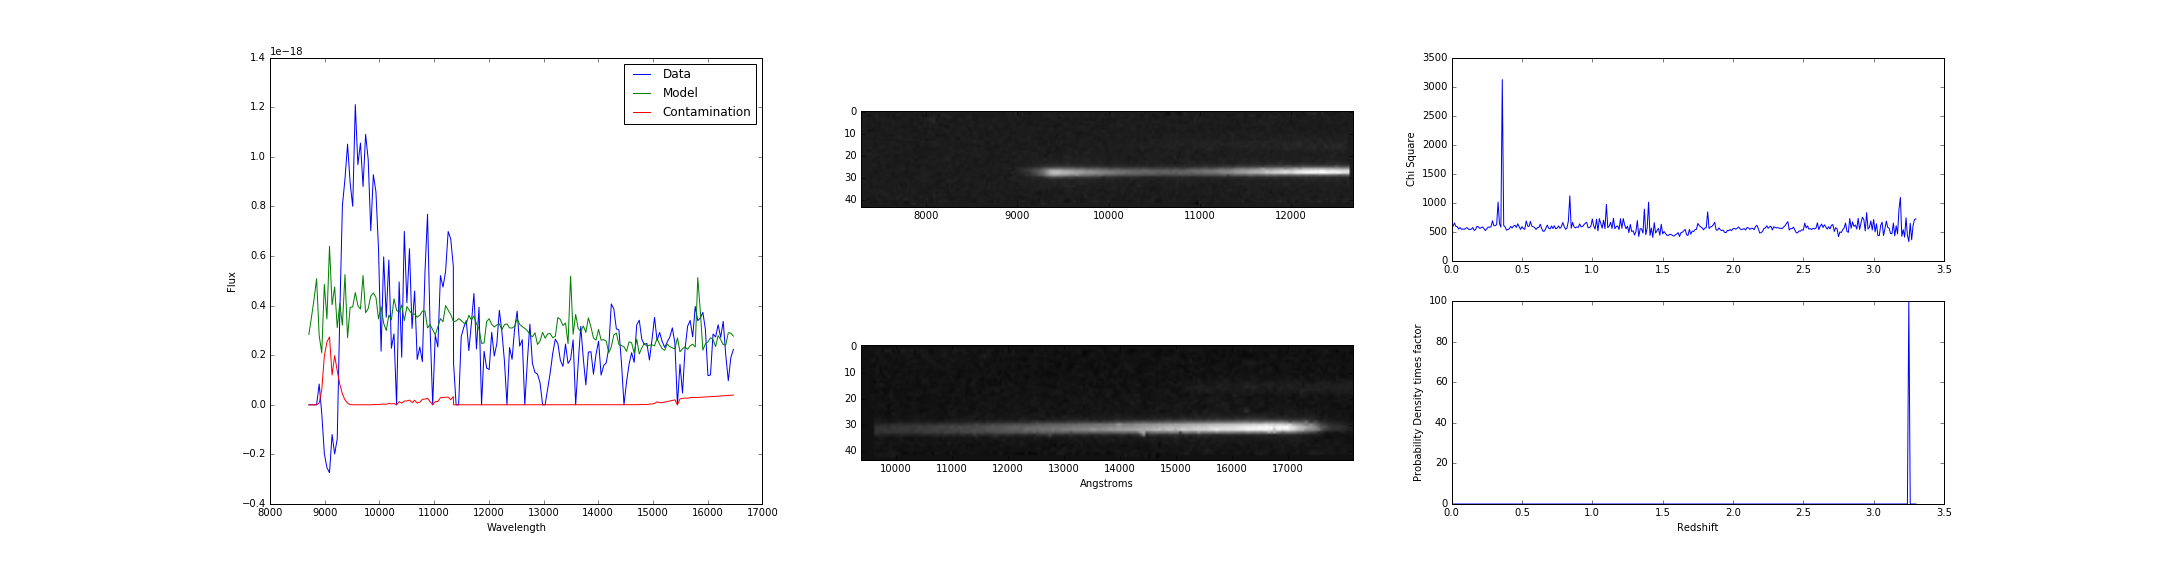 1e−18
1.4
1.2
1.0
0.8
0.6
0.4
0.2
0.0
−0.2
−0.4
Flux
8000 9000 10000 11000 12000 13000 14000 15000 16000 17000
Wavelength
Data
Model
Contamination
0
10
20
30
40
8000 9000 10000 11000 12000
0
10
20
30
40
10000 11000 12000 13000 14000 15000 16000 17000
Angstroms
3500
3000
2500
2000
1500
1000
500
0
Chi Square
0.0 0.5 1.0 1.5 2.0 2.5 3.0 3.5
100
80
60
40
20
0
Probability Density times factor
0.0 0.5 1.0 1.5 2.0 2.5 3.0 3.5
Redshift